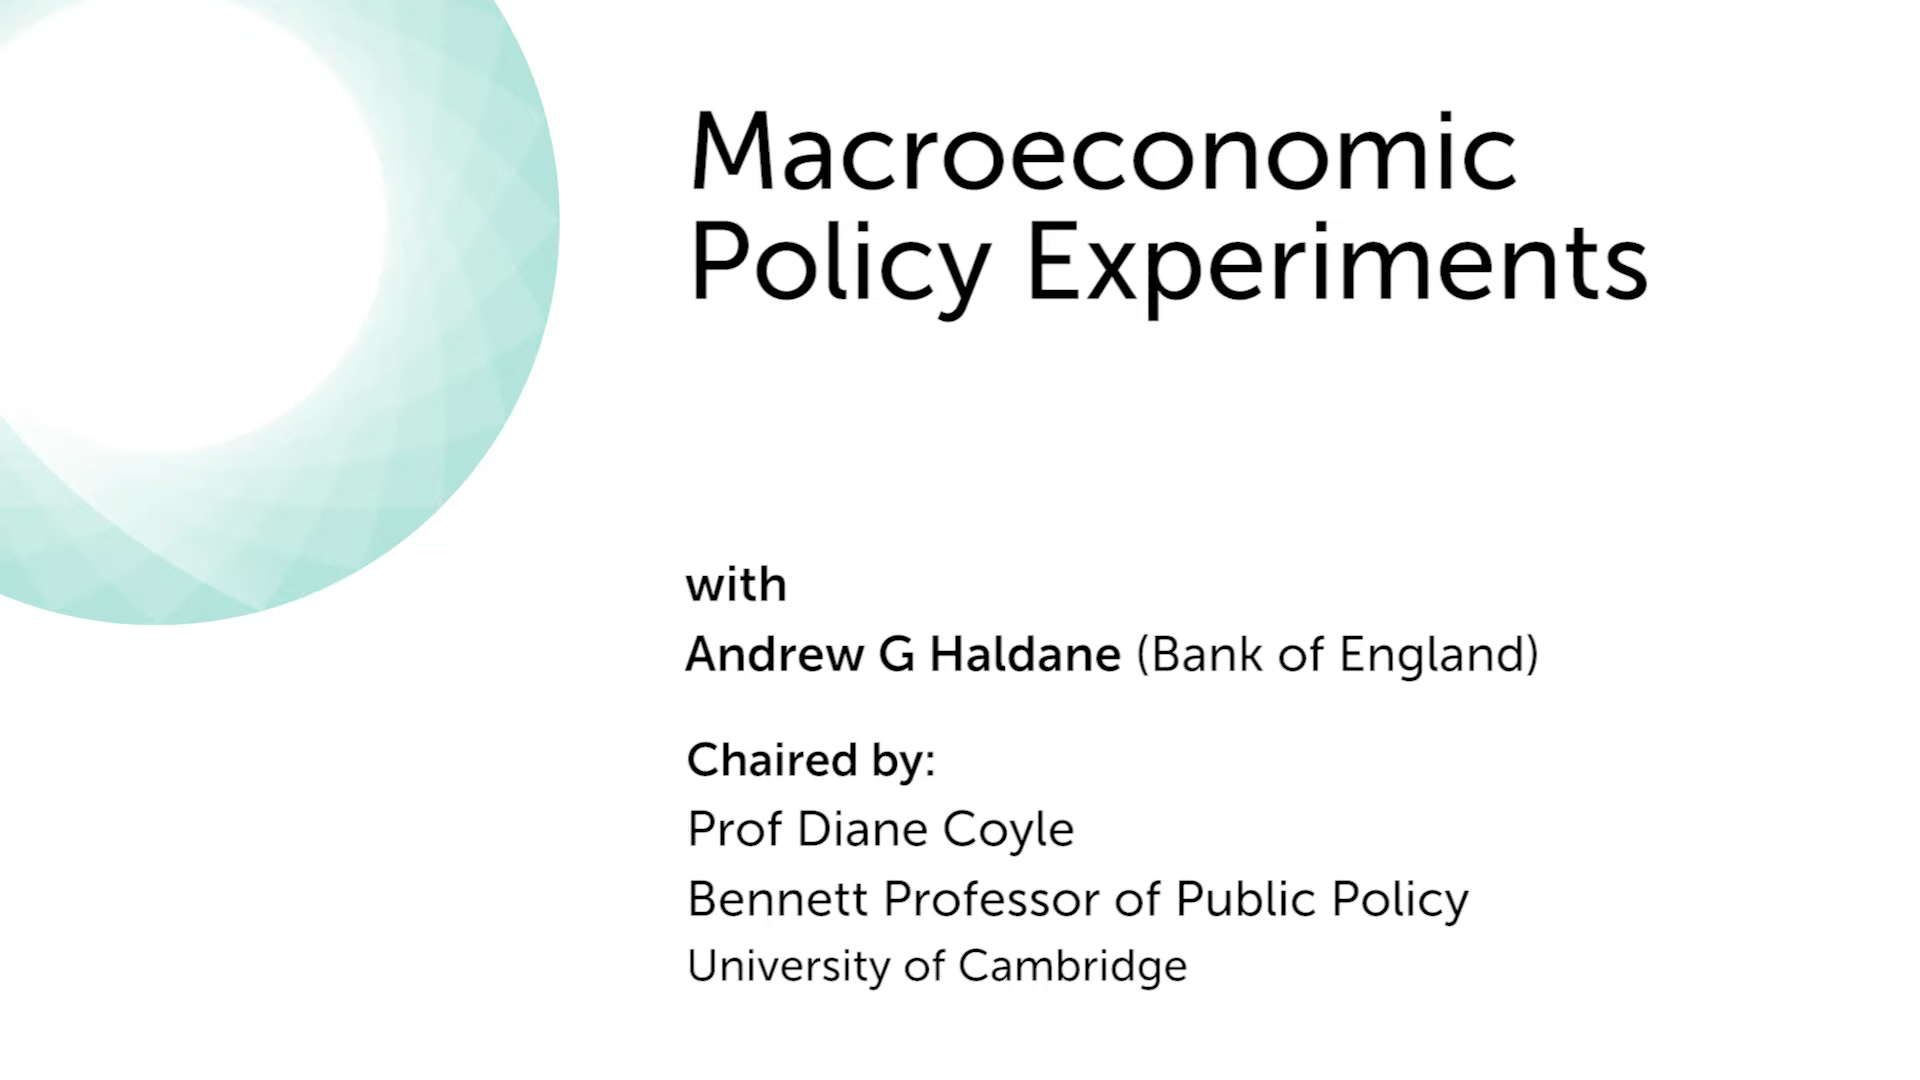 Macroeconomic
Policy Experiments
with
Andrew G Haldane (Bank of England)
Chaired by:
Prof Diane Coyle
Bennett Professor of Public Policy
University of Cambridge